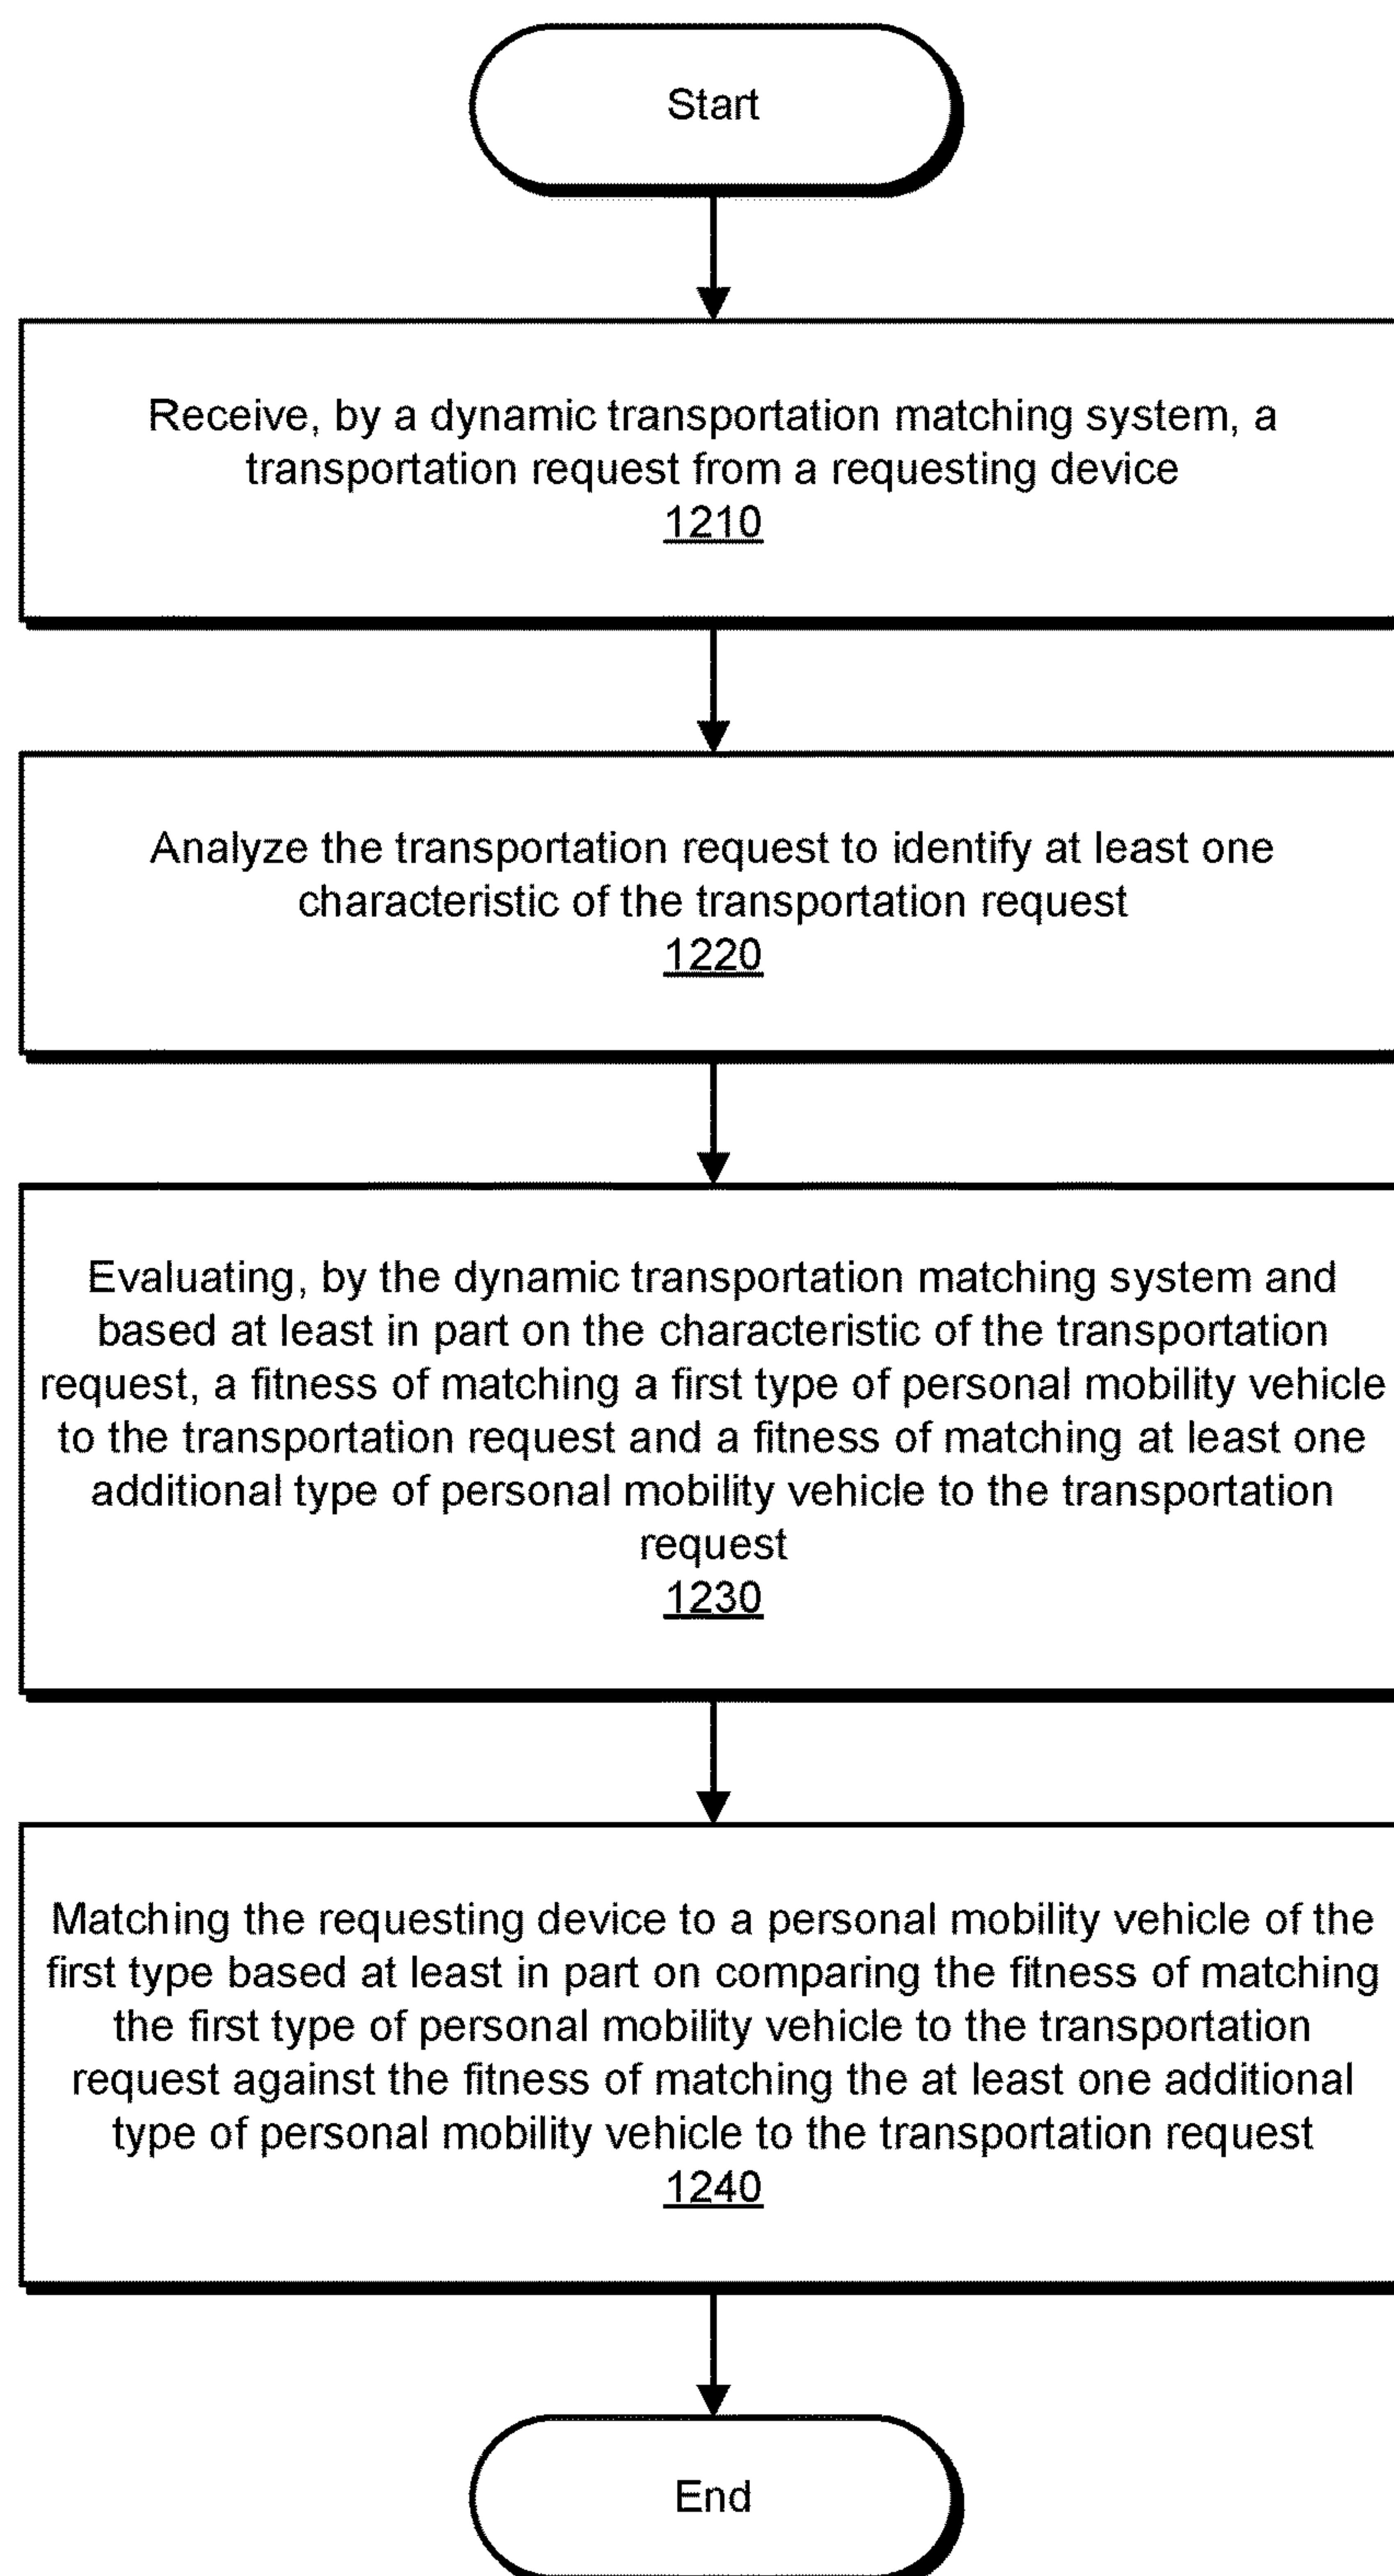 Start
Receive, by a dynamic transportation matching system, a
transportation request from a requesting device
1210
Analyze the transportation request to identify at least one
characteristic of the transportation request
1220
Evaluating, by the dynamic transportation matching system and
based at least in part on the characteristic of the transportation
request, a fitness of matching a first type of personal mobility vehicle
to the transportation request and a fitness of matching at least one
additional type of personal mobility vehicle to the transportation
request
1230
Matching the requesting device to a personal mobility vehicle of the
first type based at least in part on comparing the fitness of matching
the first type of personal mobility vehicle to the transportation
request against the fitness of matching the at least one additional
type of personal mobility vehicle to the transportation request
1240
End